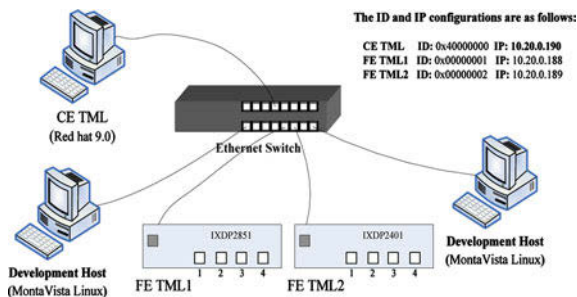 The ID and IP configurations are as follows:
CE TML ID: 0x40000000 IP: 10.20.0.190
FE TML1 ID: 0x00000001 IP: 10.20.0.188
FE TML2 ID: 0x00000002 IP: 10.20.0.189
CE TML
(Red hat 9.0)
Ethernet Switch
IXDP2851
1 2 3 4
FE TML1
IXDP2401
1 2 3 4
FE TML2
Development Host
(MontaVista Linux)
Development Host
(MontaVista Linux)